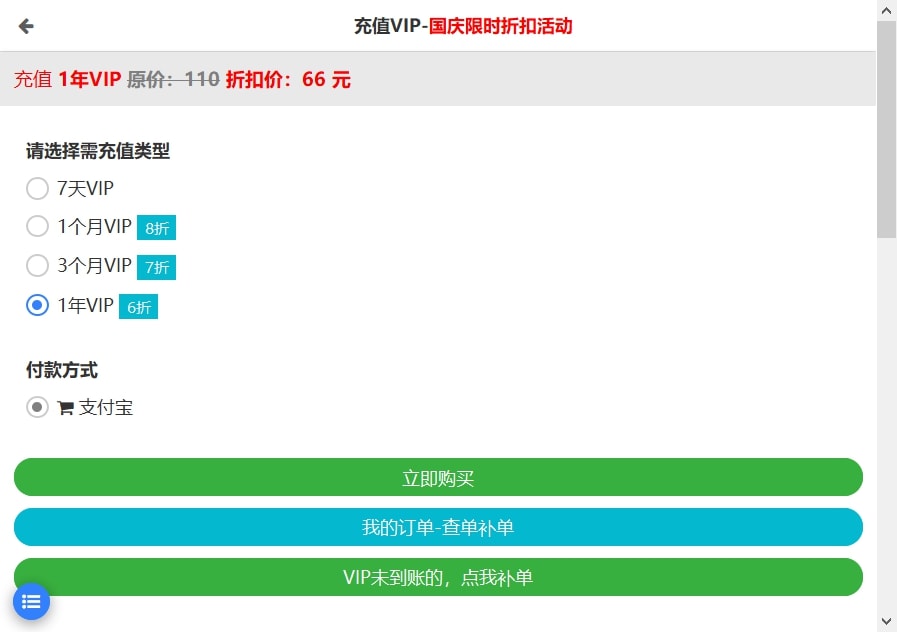 充值VIP-国庆限时折扣活动
充值 1年VIP 原价：110 折扣价：66 元
请选择需充值类型
7天VIP
1个月VIP 8折
3个月VIP 7折
1年VIP 6折
付款方式
支付宝
立即购买
我的订单-查单补单
VIP未到账的，点我补单